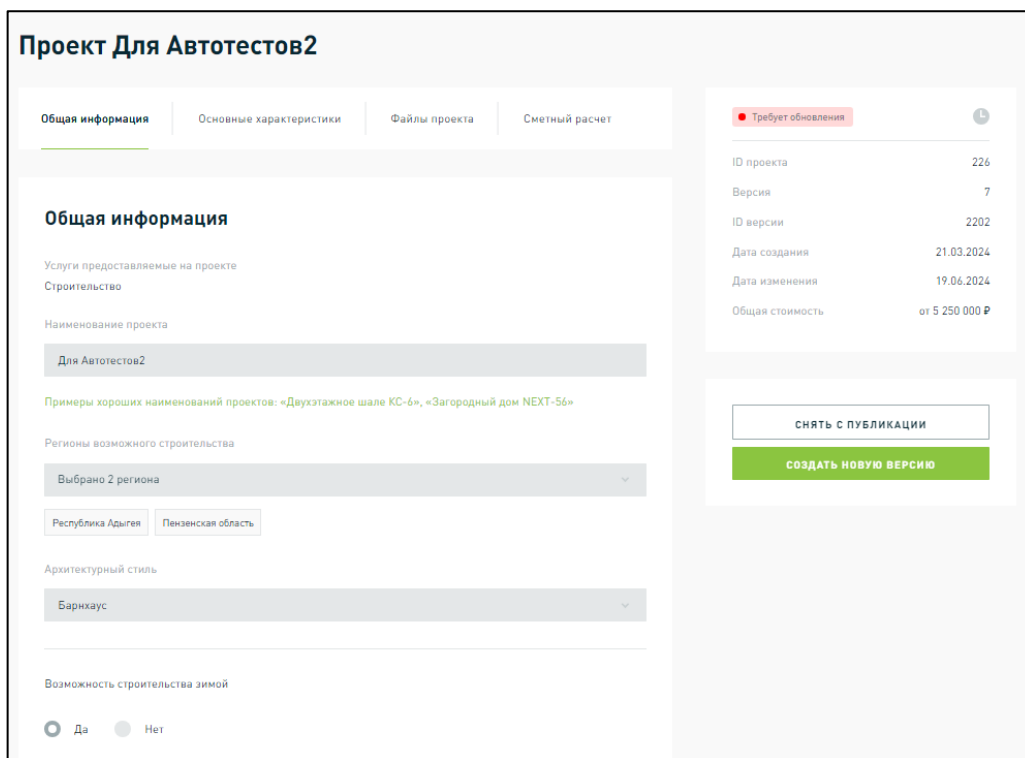 Проект Для Автотестов2
Общая информация Основные характеристики Файлы проекта Сметный расчет
Общая информация
Услуги предоставляемые на проекте
Строительство
Наименование проекта
Для Автотестов2
Примеры хороших наименований проектов: «Двухэтажное шале КС-6», «Загородный дом NEXT-56»
Регионы возможного строительства
Выбрано 2 региона
Республика Адыгея Пензенская область
Архитектурный стиль
Барнхаус
Возможность строительства зимой
Да Нет
Требует обновления
ID проекта 226
Версия 7
ID версии 2202
Дата создания 21.03.2024
Дата изменения 19.06.2024
Общая стоимость от 5 250 000 ₽
СНЯТЬ С ПУБЛИКАЦИИ
СОЗДАТЬ НОВУЮ ВЕРСИЮ